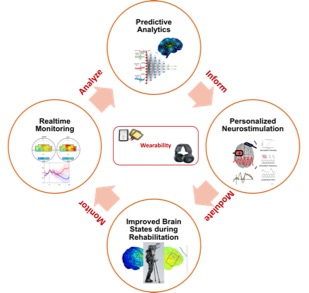 Predictive
Analytics
Analyze
inform
Realtime
Monitoring
Wearability
Personalized
Neurostimulation
Monitor
Modulate
Improved Brain
States during
Rehabilitation